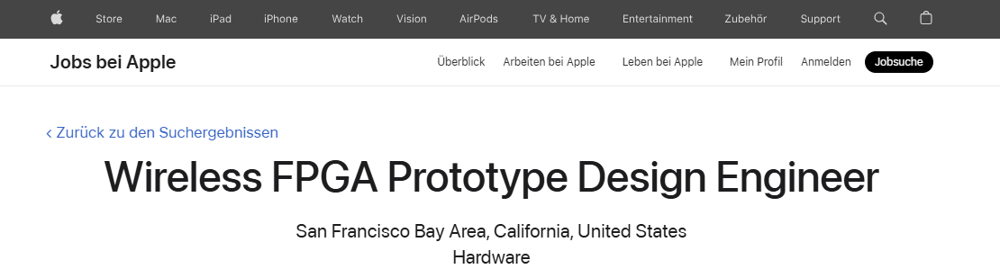 Store Mac iPad iPhone Watch Vision AirPods TV & Home Entertainment Zubehör Support
Jobs bei Apple Überblick Arbeiten bei Apple Leben bei Apple Mein Profil Anmelden Jobsuche
< Zurück zu den Suchergebnissen
Wireless FPGA Prototype Design Engineer
San Francisco Bay Area, California, United States
Hardware